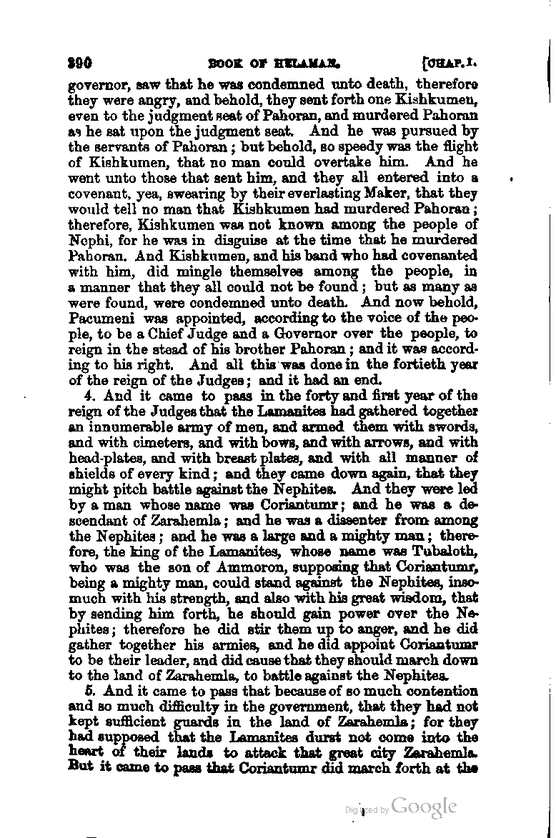 390 BOOK OF HELAMAN. [CHAP. I.
governor, saw that he was condemned unto death, therefore
they were angry, and behold, they sent forth one Kishkumen,
even to the judgment seat of Pahoran, and murdered Pahoran
as he sat upon the judgment seat. And he was pursued by
the servants of Pahoran; but behold, so speedy was the flight
of Kishkumen, that no man could overtake him. And he
went unto those that sent him, and they all entered into a
covenant, yea, swearing by their everlasting Maker, that they
would tell no man that Kishkumen had murdered Pahoran;
therefore, Kishkumen was not known among the people of
Nephi, for he was in disguise at the time that he murdered
Pahoran. And Kishkumen, and his band who had covenanted
with him, did mingle themselves among the people, in
a manner that they all could not be found; but as many as
were found, were condemned unto death. And now behold,
Pacumeni was appointed, according to the voice of the peo-
ple, to be a Chief Judge and a Governor over the people, to
reign in the stead of his brother Pahoran; and it was accord-
ing to his right. And all this was done in the fortieth year
of the reign of the Judges; and it had an end.
4. And it came to pass in the forty and first year of the
reign of the Judges that the Lamanites had gathered together
an innumerable army of men, and armed them with swords,
and with cimeters, and with bows, and with arrows, and with
head-plates, and with breast plates, and with all manner of
shields of every kind; and they came down again, that they
might pitch battle against the Nephites. And they were led
by a man whose name was Coriantumr; and he was a de-
scendant of Zarahemla; and he was a dissenter from among
the Nephites; and he was a large and a mighty man; there-
fore, the king of the Lamanites, whose name was Tubaloth,
who was the son of Ammoron, supposing that Coriantumr,
being a mighty man, could stand against the Nephites, inso-
much with his strength, and also with his great wisdom, that
by sending him forth, he should gain power over the Ne-
phites; therefore he did stir them up to anger, and he did
gather together his armies, and he did appoint Coriantumr
to be their leader, and did cause that they should march down
to the land of Zarahemla, to battle against the Nephites.
5. And it came to pass that because of so much contention
and so much difficulty in the government, that they had not
kept sufficient guards in the land of Zarahemla; for they
had supposed that the Lamanites durst not come into the
heart of their lands to attack that great city Zarahemla.
But it came to pass that Coriantumr did march forth at the
Digitized by Google